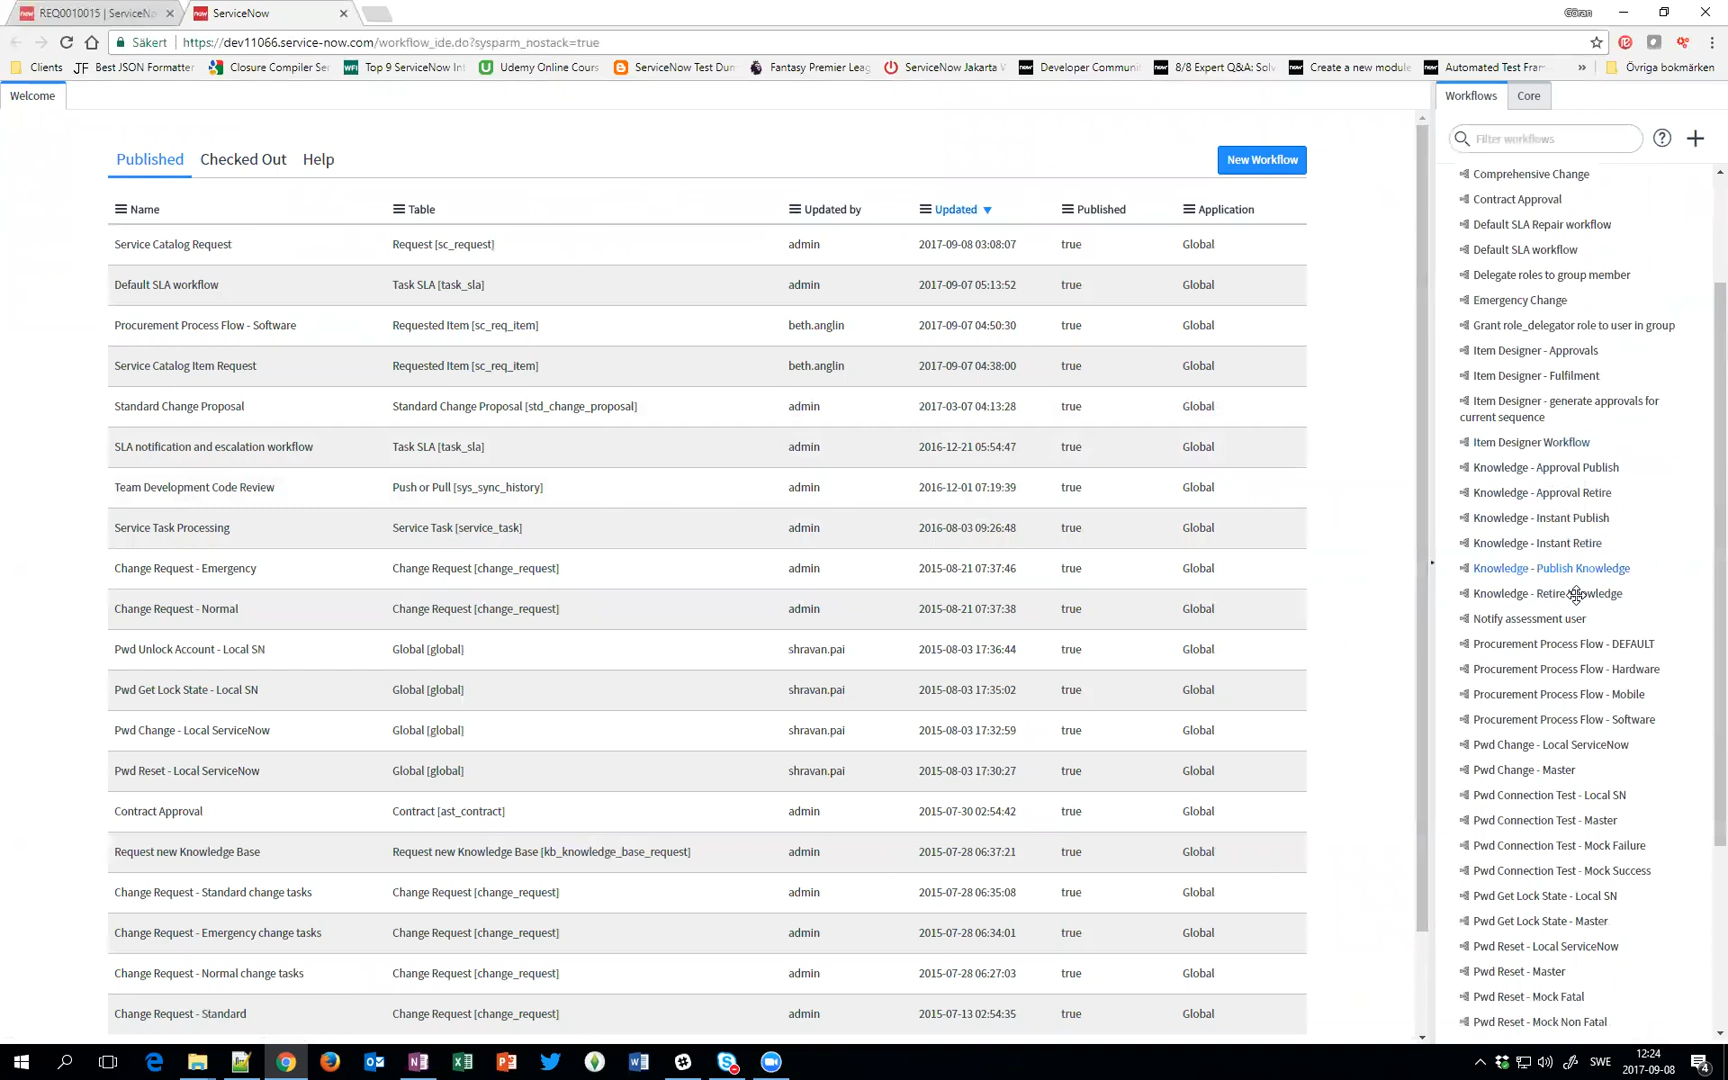 REQ0010015 | ServiceNo
ServiceNow
Göran
Säkert
https://dev11066.service-now.com/workflow_ide.do?sysparm_nostack=true
Clients
JF Best JSON Formatter
Closure Compiler Ser
WFI Top 9 ServiceNow Int
Udemy Online Cours
ServiceNow Test Dum
Fantasy Premier Leag
ServiceNow Jakarta
Developer Communi
8/8 Expert Q&A: Solv
Create a new module
Automated Test Fram
»
Övriga bokmärken
Welcome
Published
Checked Out
Help
New Workflow
Name Table Updated by Updated Published Application
Service Catalog Request Request [sc_request] admin 2017-09-08 03:08:07 true Global
Default SLA workflow Task SLA [task_sla] admin 2017-09-07 05:13:52 true Global
Procurement Process Flow - Software Requested Item [sc_req_item] beth.anglin 2017-09-07 04:50:30 true Global
Service Catalog Item Request Requested Item [sc_req_item] beth.anglin 2017-09-07 04:38:00 true Global
Standard Change Proposal Standard Change Proposal [std_change_proposal] admin 2017-03-07 04:13:28 true Global
SLA notification and escalation workflow Task SLA [task_sla] admin 2016-12-21 05:54:47 true Global
Team Development Code Review Push or Pull [sys_sync_history] admin 2016-12-01 07:19:39 true Global
Service Task Processing Service Task [service_task] admin 2016-08-03 09:26:48 true Global
Change Request - Emergency Change Request [change_request] admin 2015-08-21 07:37:46 true Global
Change Request - Normal Change Request [change_request] admin 2015-08-21 07:37:38 true Global
Pwd Unlock Account - Local SN Global [global] shravan.pai 2015-08-03 17:36:44 true Global
Pwd Get Lock State - Local SN Global [global] shravan.pai 2015-08-03 17:35:02 true Global
Pwd Change - Local ServiceNow Global [global] shravan.pai 2015-08-03 17:32:59 true Global
Pwd Reset - Local ServiceNow Global [global] shravan.pai 2015-08-03 17:30:27 true Global
Contract Approval Contract [ast_contract] admin 2015-07-30 02:54:42 true Global
Request new Knowledge Base Request new Knowledge Base [kb_knowledge_base_request] admin 2015-07-28 06:37:21 true Global
Change Request - Standard change tasks Change Request [change_request] admin 2015-07-28 06:35:08 true Global
Change Request - Emergency change tasks Change Request [change_request] admin 2015-07-28 06:34:01 true Global
Change Request - Normal change tasks Change Request [change_request] admin 2015-07-28 06:27:03 true Global
Change Request - Standard Change Request [change_request] admin 2015-07-13 02:54:35 true Global
Workflows
Core
Filter workflows
Comprehensive Change
Contract Approval
Default SLA Repair workflow
Default SLA workflow
Delegate roles to group member
Emergency Change
Grant role_delegator role to user in group
Item Designer - Approvals
Item Designer - Fulfilment
Item Designer - generate approvals for
current sequence
Item Designer Workflow
Knowledge - Approval Publish
Knowledge - Approval Retire
Knowledge - Instant Publish
Knowledge - Instant Retire
Knowledge - Publish Knowledge
Knowledge - Retire Knowledge
Notify assessment user
Procurement Process Flow - DEFAULT
Procurement Process Flow - Hardware
Procurement Process Flow - Mobile
Procurement Process Flow - Software
Pwd Change - Local ServiceNow
Pwd Change - Master
Pwd Connection Test - Local SN
Pwd Connection Test - Master
Pwd Connection Test - Mock Failure
Pwd Connection Test - Mock Success
Pwd Get Lock State - Local SN
Pwd Get Lock State - Master
Pwd Reset - Local ServiceNow
Pwd Reset - Master
Pwd Reset - Mock Fatal
Pwd Reset - Mock Non Fatal
SWE
12:24
2017-09-08
4